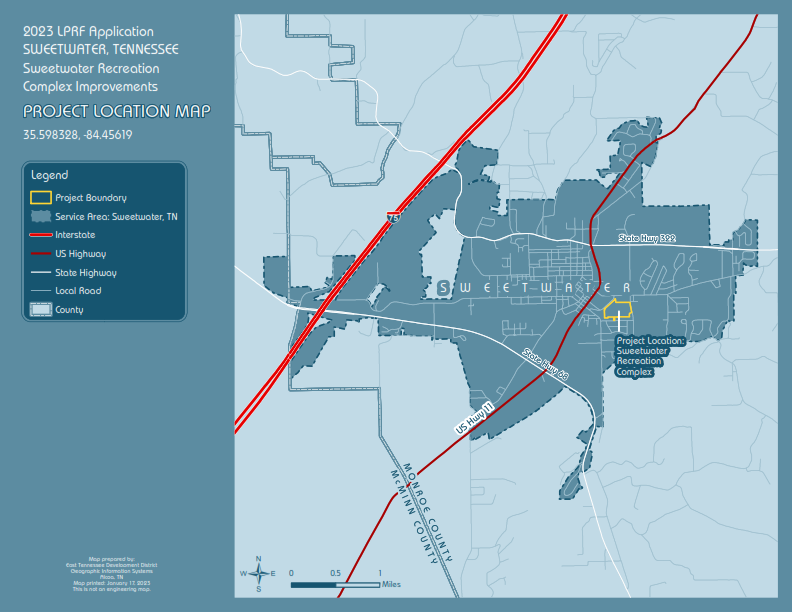 2023 LPRF Application
SWEETWATER, TENNESSEE
Sweetwater Recreation
Complex Improvements
PROJECT LOCATION MAP
35.598328, -84.45619
Legend
Project Boundary
Service Area: Sweetwater, TN
Interstate
US Highway
State Highway
Local Road
County
Map prepared by:
East Tennessee Development District
Geographic Information Systems
Alcoa, TN
Map printed: January 17, 2023
This is not an engineering map.
75
State Hwy 322
SWEETWATER
Project Location:
Sweetwater
Recreation
Complex
State Hwy 68
US Hwy 11
MONROE COUNTY
McMINN COUNTY
N
W E
S
0 0.5 1
Miles